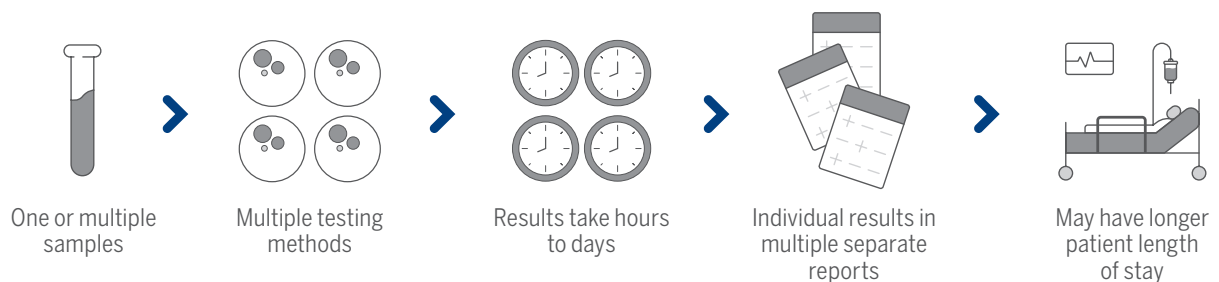 One or multiple
samples
Multiple testing
methods
Results take hours
to days
Individual results in
multiple separate
reports
May have longer
patient length
of stay